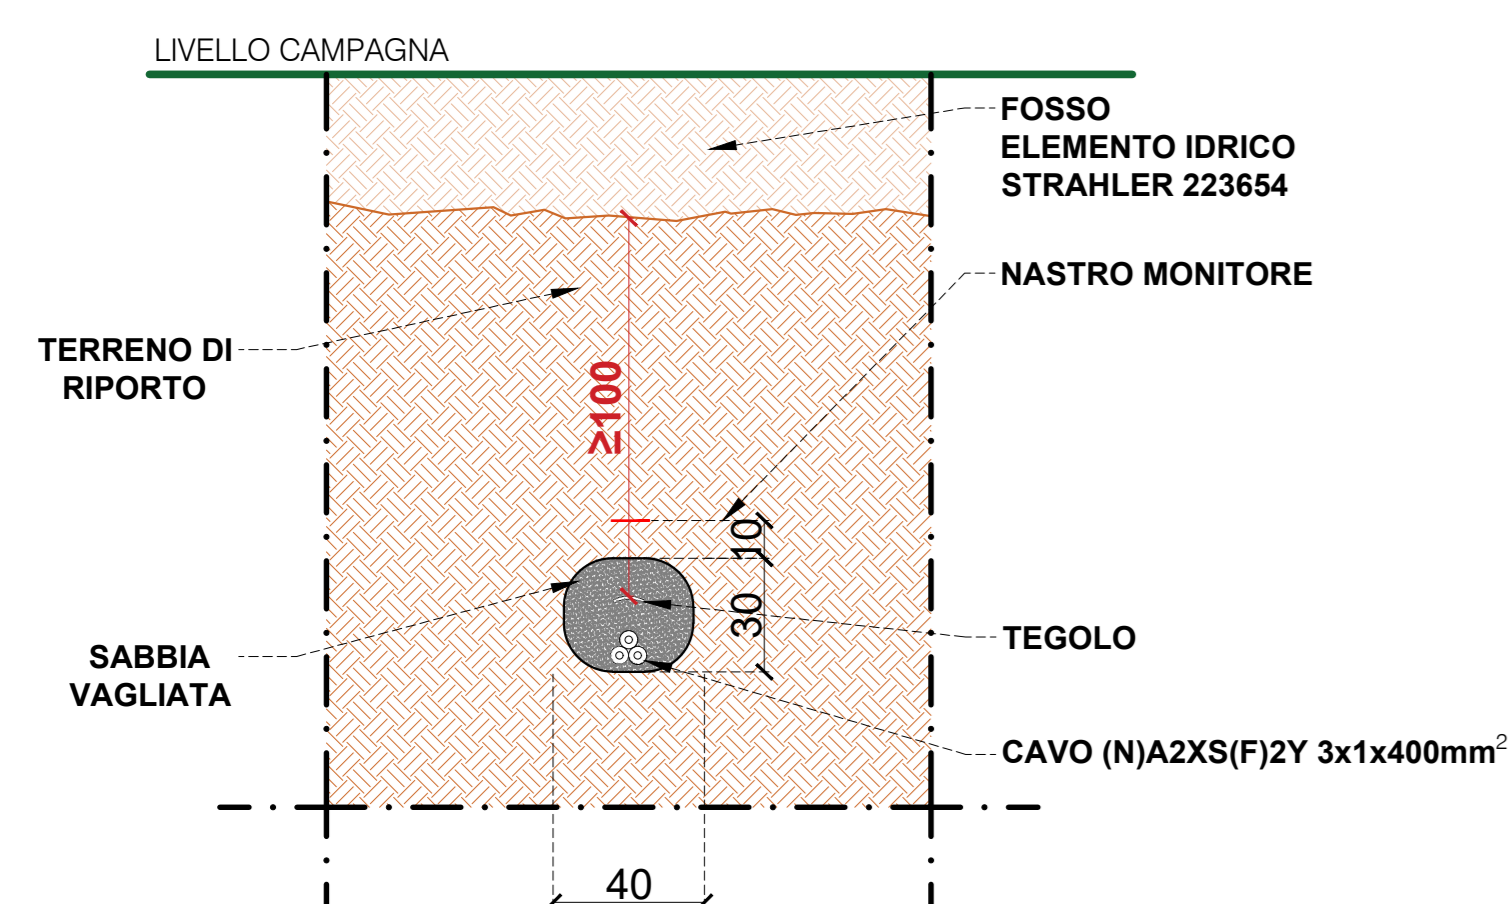 LIVELLO CAMPAGNA
FOSSO
ELEMENTO IDRICO
STRAHLER 223654
NASTRO MONITORE
TERRENO DI
RIPORTO
≥100
10
30
TEGOLO
SABBIA
VAGLIATA
CAVO (N)A2XS(F)2Y 3x1x400mm²
40